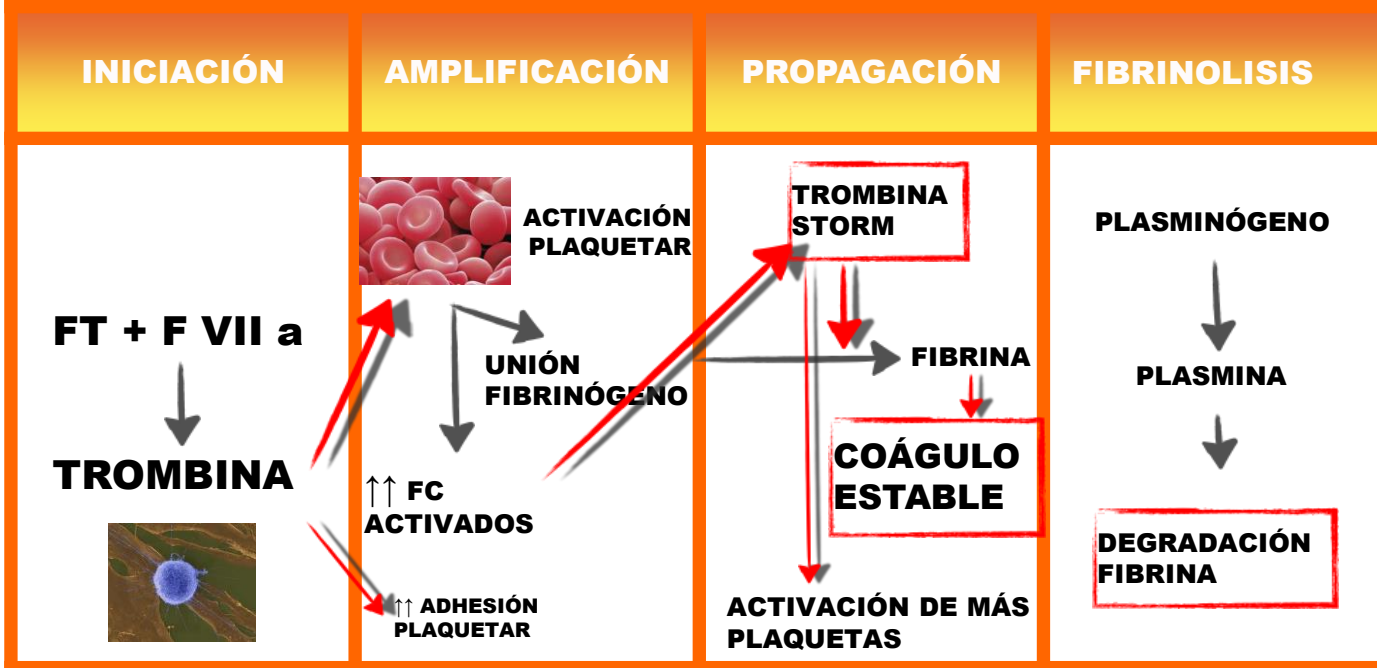 INICIACIÓN
AMPLIFICACIÓN
PROPAGACIÓN
FIBRINOLISIS
FT + F VII a
TROMBINA
ACTIVACIÓN
PLAQUETAR
UNIÓN
FIBRINÓGENO
↑↑ FC
ACTIVADOS
↑↑ ADHESIÓN
PLAQUETAR
TROMBINA
STORM
FIBRINA
COÁGULO
ESTABLE
ACTIVACIÓN DE MÁS
PLAQUETAS
PLASMINÓGENO
PLASMINA
DEGRADACIÓN
FIBRINA